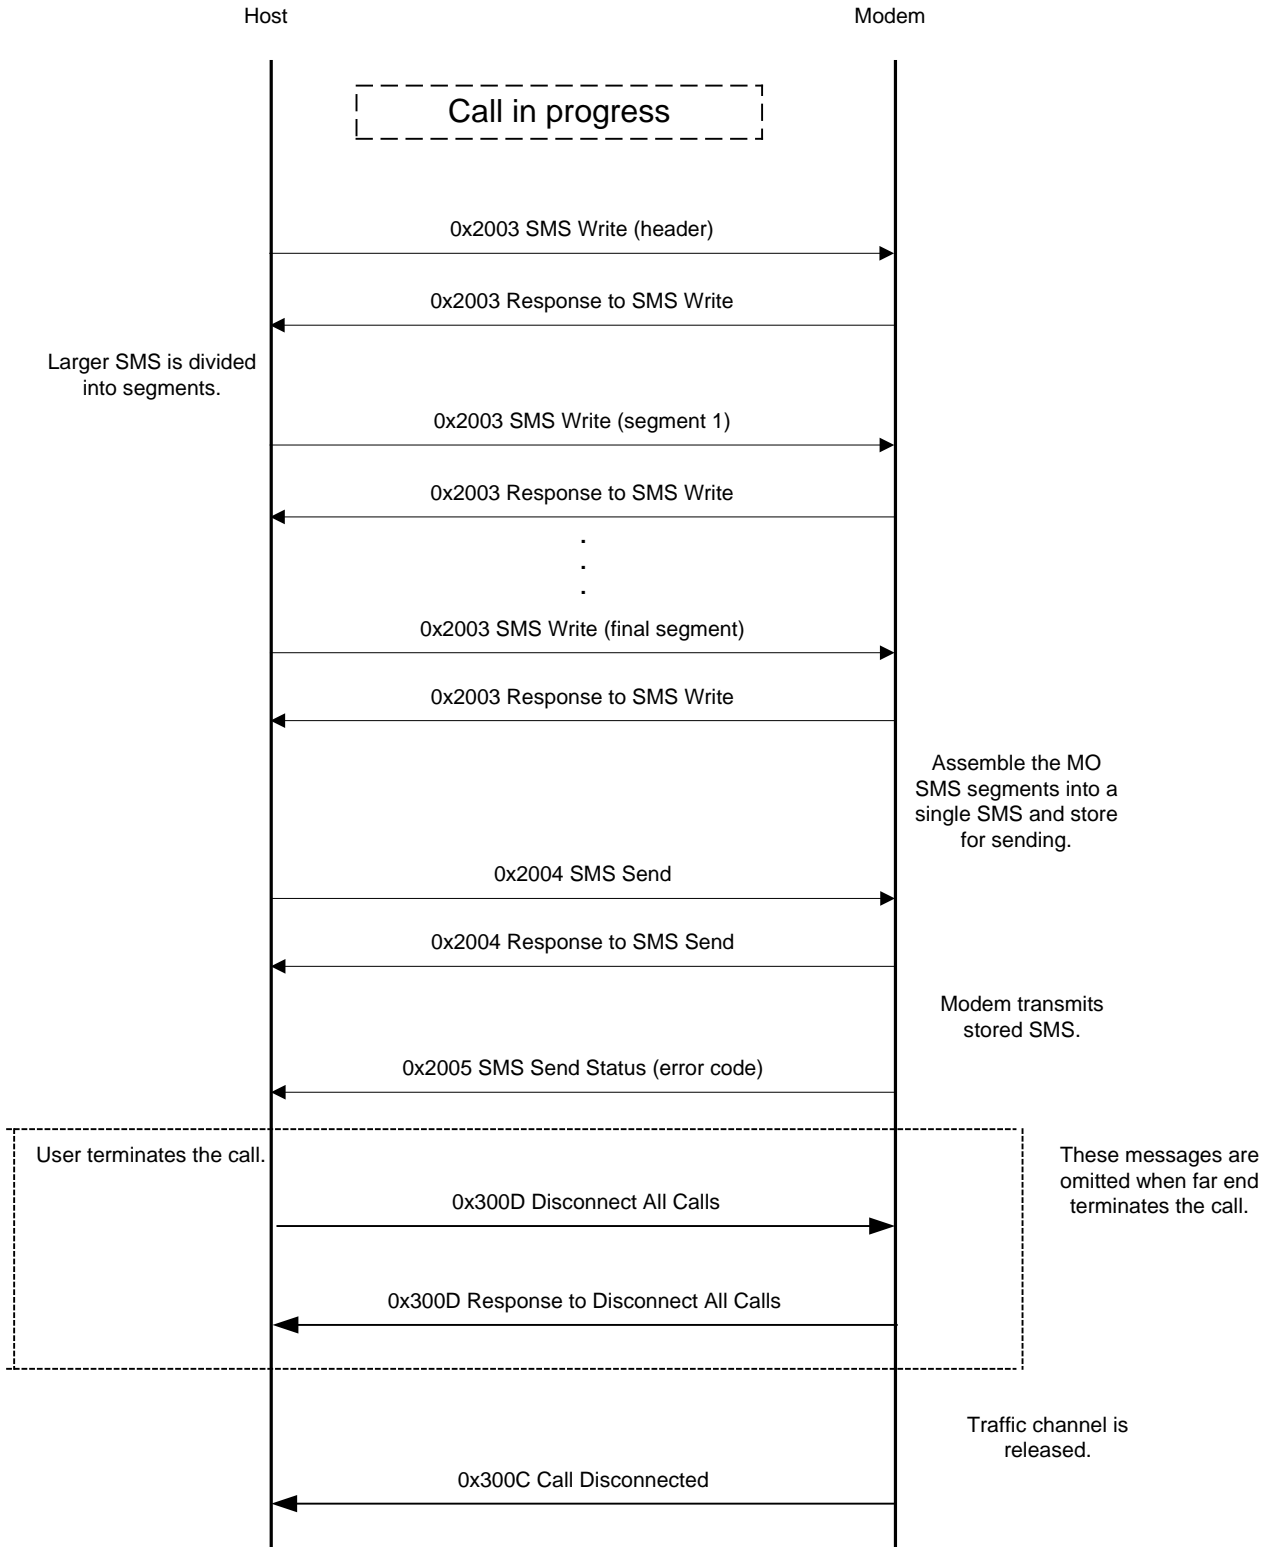 Host
Modem
Call in progress
0x2003 SMS Write (header)
0x2003 Response to SMS Write
Larger SMS is divided
into segments.
0x2003 SMS Write (segment 1)
0x2003 Response to SMS Write
.
.
.
0x2003 SMS Write (final segment)
0x2003 Response to SMS Write
Assemble the MO
SMS segments into a
single SMS and store
for sending.
0x2004 SMS Send
0x2004 Response to SMS Send
Modem transmits
stored SMS.
0x2005 SMS Send Status (error code)
User terminates the call.
These messages are
omitted when far end
terminates the call.
0x300D Disconnect All Calls
0x300D Response to Disconnect All Calls
Traffic channel is
released.
0x300C Call Disconnected